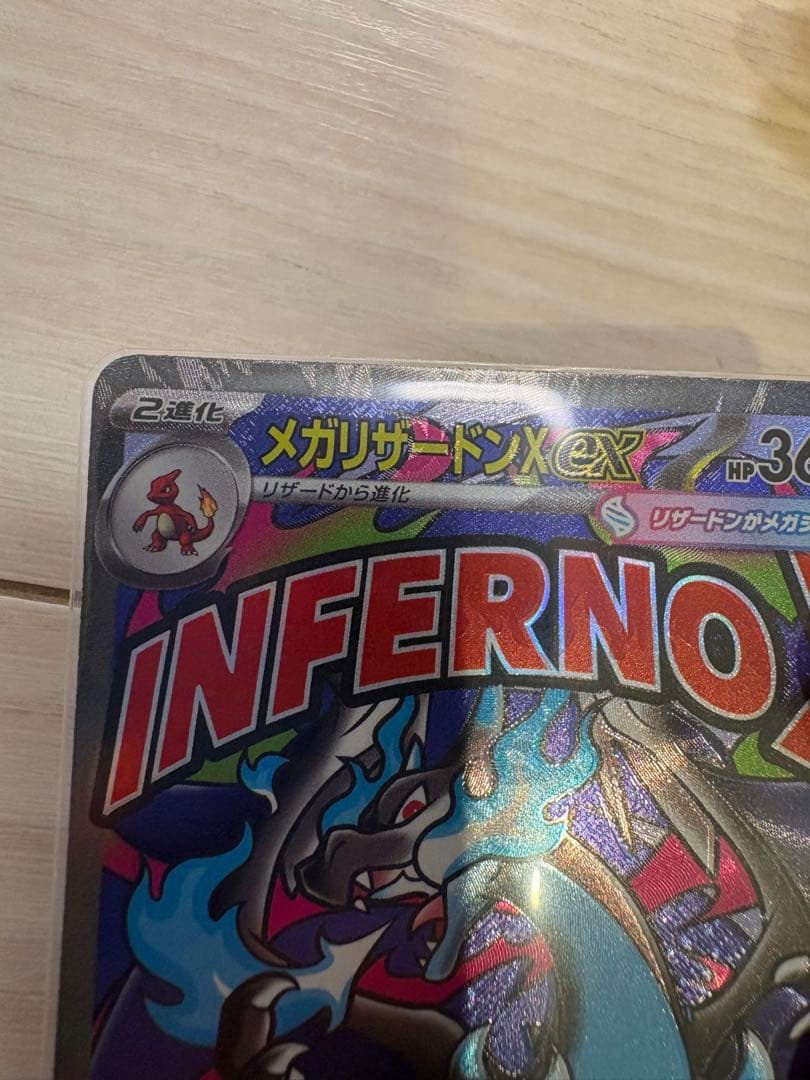 2進化
メガリザードンXex
HP36
リザードから進化
リザードンがメガ
INFERNO